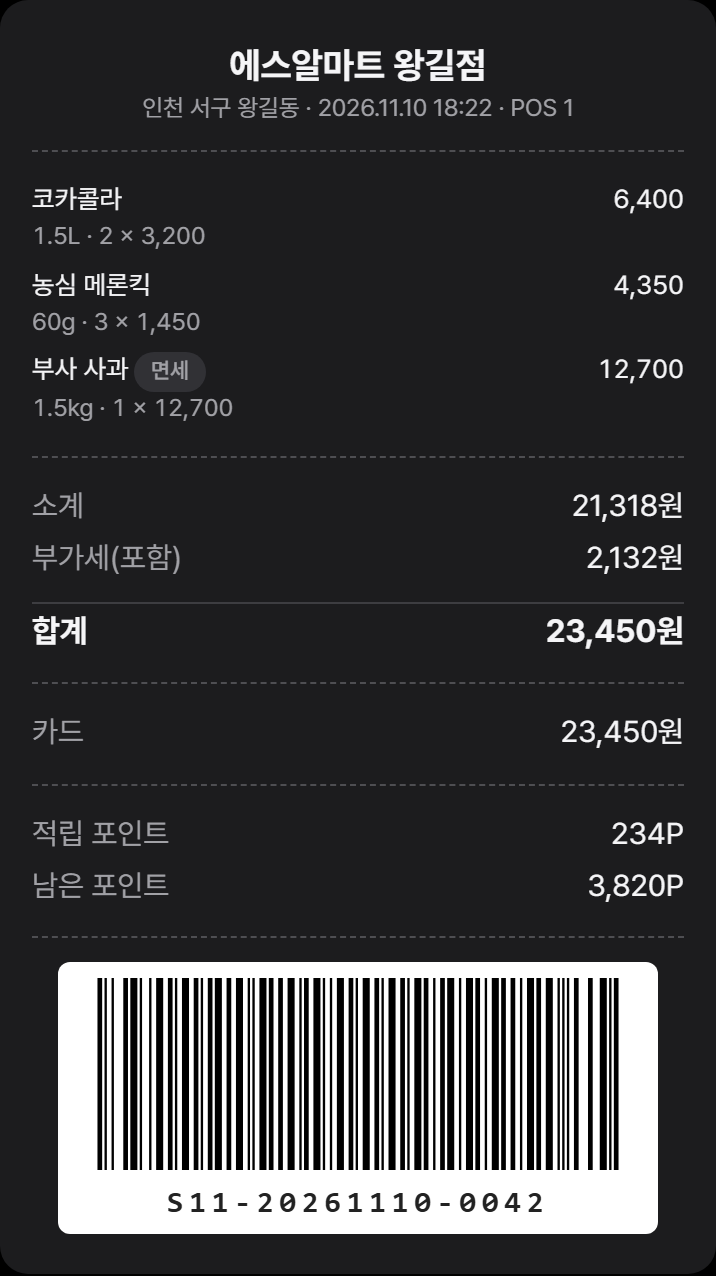 에스알마트 왕길점
인천 서구 왕길동 · 2026.11.10 18:22 · POS 1
코카콜라 6,400
1.5L · 2 × 3,200
농심 메론킥 4,350
60g · 3 × 1,450
부사 사과 면세 12,700
1.5kg · 1 × 12,700
소계 21,318원
부가세(포함) 2,132원
합계 23,450원
카드 23,450원
적립 포인트 234P
남은 포인트 3,820P
S11-20261110-0042